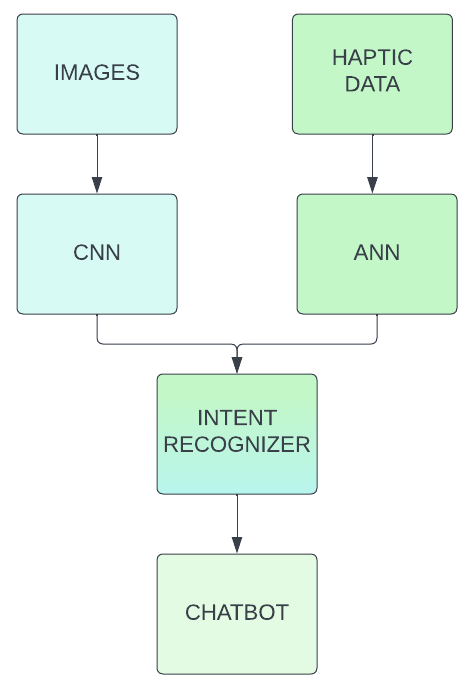 IMAGES
HAPTIC
DATA
CNN
ANN
INTENT
RECOGNIZER
CHATBOT